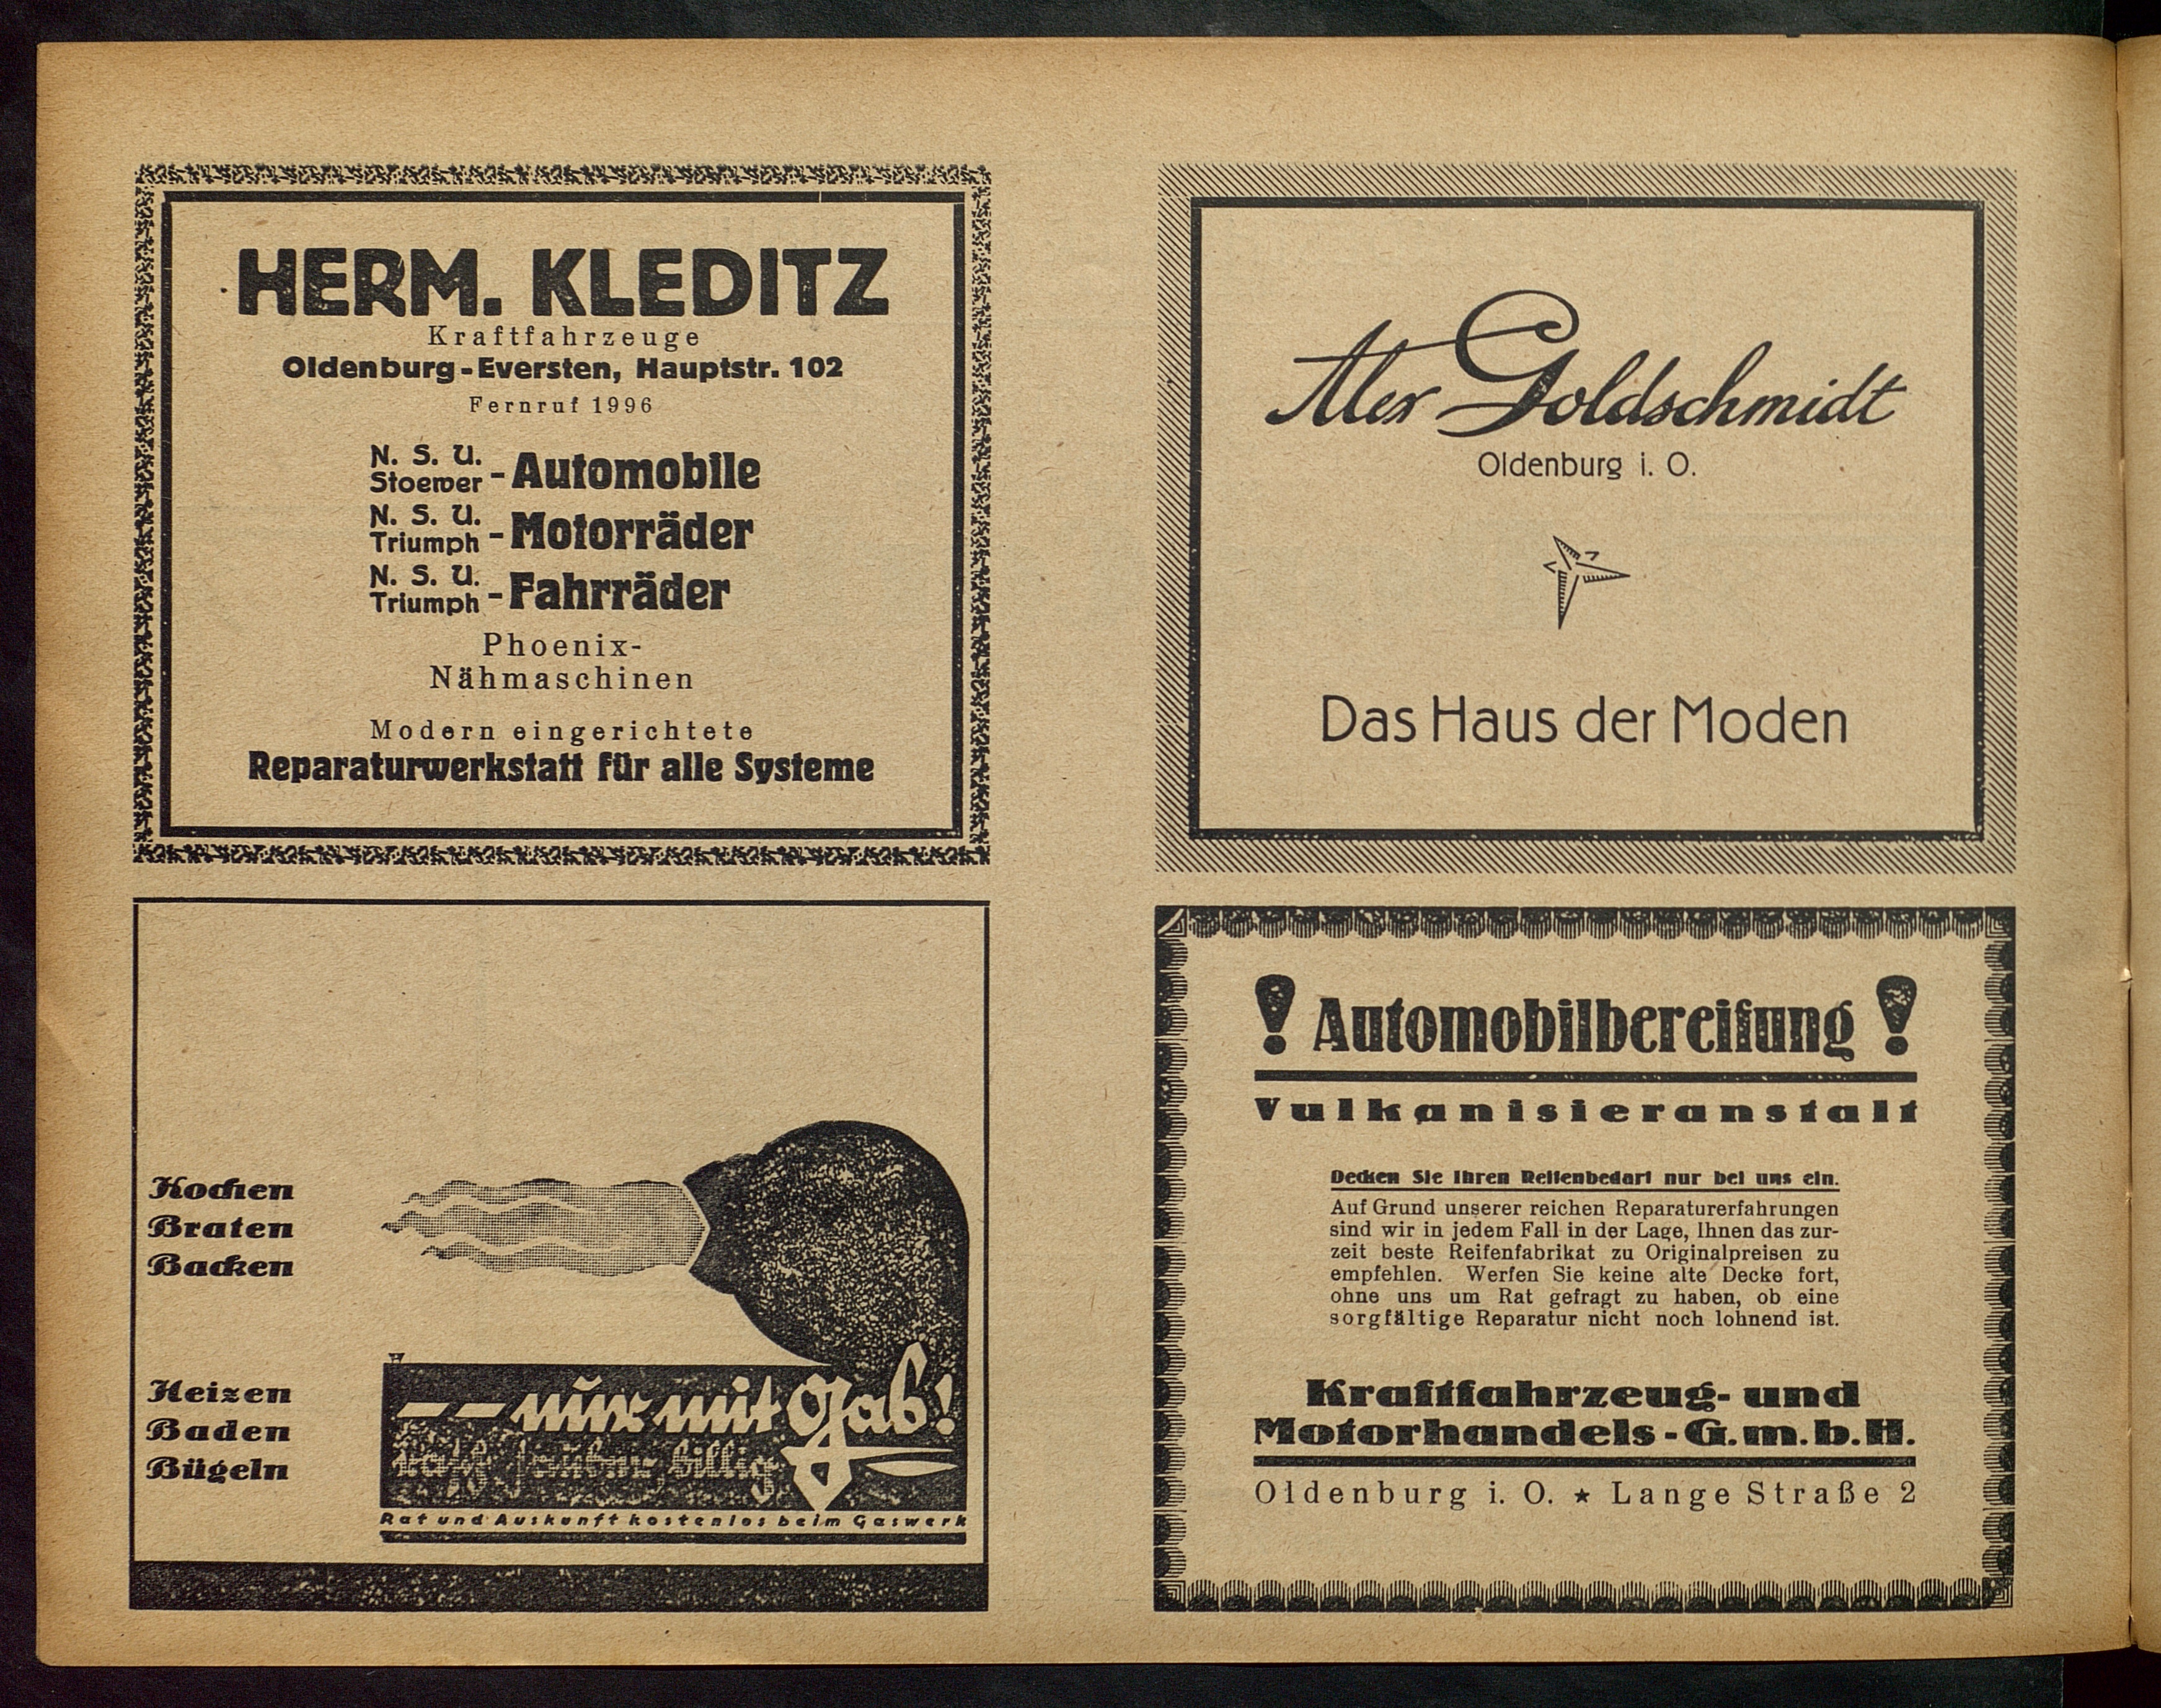 HERM. KLEDITZ
Kraftfahrzeuge
Oldenburg-Eversten, Hauptstr. 102
Fernruf 1996
N. S. U.
Stoewer - Automobile
N. S. U.
Triumph - Motorräder
N. S. U.
Triumph - Fahrräder
Phoenix-
Nähmaschinen
Modern eingerichtete
Reparaturwerkstatt für alle Systeme
Kochen
Braten
Backen
Heizen
Baden
Bügeln
-- nur mit Gas!
rasch sauber billig
Rat und Auskunft kostenlos beim Gaswerk
Alex Goldschmidt
Oldenburg i. O.
Das Haus der Moden
! Automobilbereifung !
Vulkanisieranstalt
Decken Sie Ihren Reifenbedarf nur bei uns ein.
Auf Grund unserer reichen Reparaturerfahrungen
sind wir in jedem Fall in der Lage, Ihnen das zur-
zeit beste Reifenfabrikat zu Originalpreisen zu
empfehlen. Werfen Sie keine alte Decke fort,
ohne uns um Rat gefragt zu haben, ob eine
sorgfältige Reparatur nicht noch lohnend ist.
Kraftfahrzeug- und
Motorhandels-G.m.b.H.
Oldenburg i. O. ★ Lange Straße 2